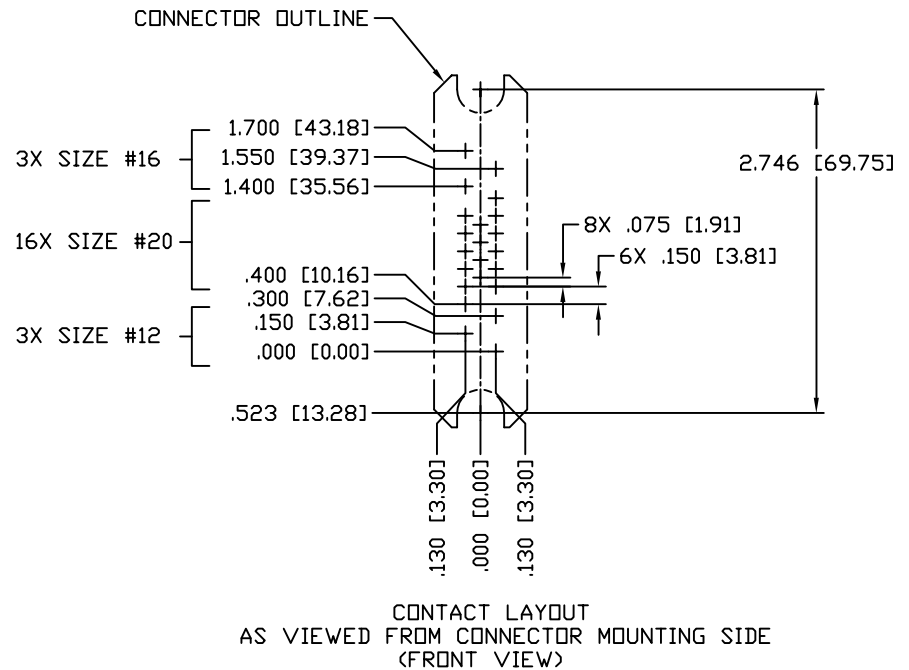 CONNECTOR OUTLINE
1.700 [43.18]
3X SIZE #16
1.550 [39.37]
1.400 [35.56]
2.746 [69.75]
16X SIZE #20
8X .075 [1.91]
6X .150 [3.81]
.400 [10.16]
.300 [7.62]
3X SIZE #12
.150 [3.81]
.000 [0.00]
.523 [13.28]
.130 [3.30]
.000 [0.00]
.130 [3.30]
CONTACT LAYOUT
AS VIEWED FROM CONNECTOR MOUNTING SIDE
(FRONT VIEW)